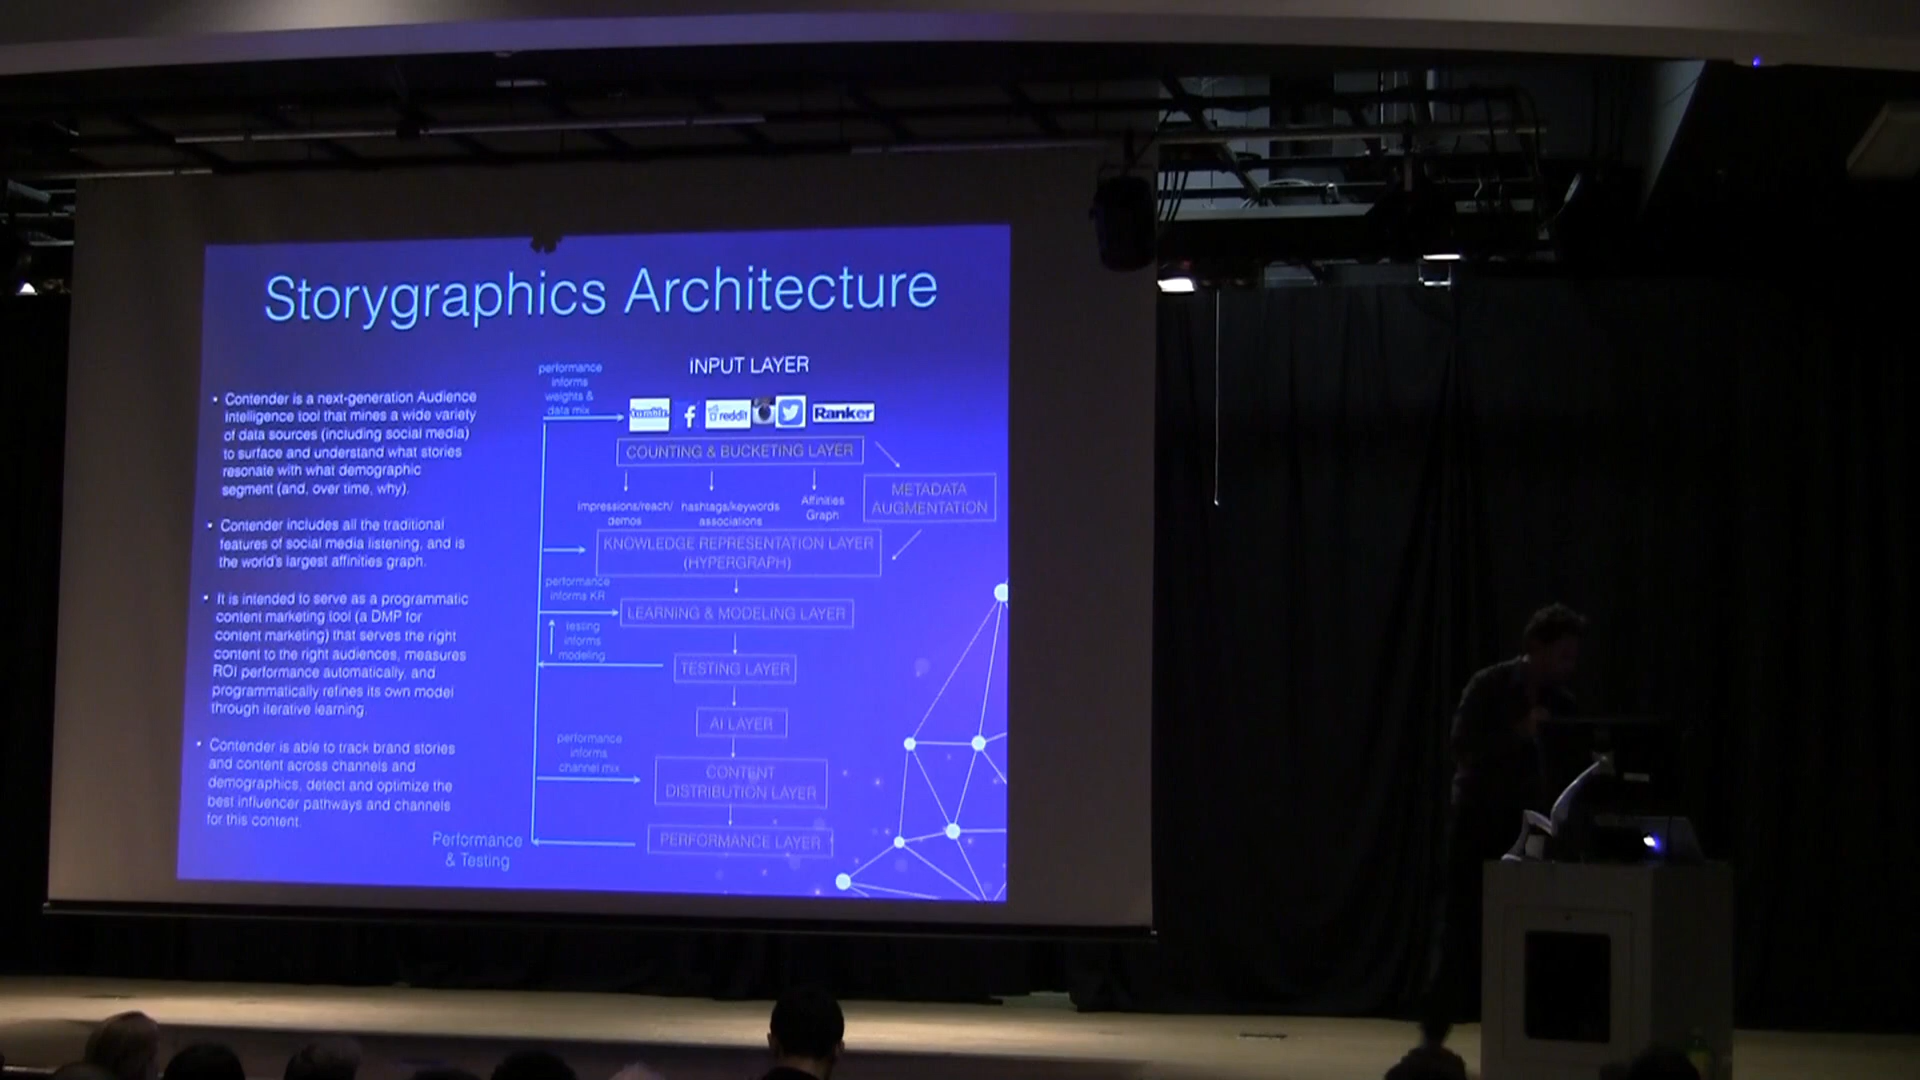 Storygraphics Architecture
• Contender is a next-generation Audience
intelligence tool that mines a wide variety
of data sources (including social media)
to surface and understand what stories
resonate with what demographic
segment (and, over time, why).
• Contender includes all the traditional
features of social media listening, and is
the world's largest affinities graph.
• It is intended to serve as a programmatic
content marketing tool (a DMP for
content marketing) that serves the right
content to the right audiences, measures
ROI performance automatically, and
programmatically refines its own model
through iterative learning.
• Contender is able to track brand stories
and content across channels and
demographics, detect and optimize the
best influencer pathways and channels
for this content.
INPUT LAYER
performance
informs
weights &
data mix
tumblr
f
reddit
Ranker
COUNTING & BUCKETING LAYER
METADATA
AUGMENTATION
impressions/reach/
demos
hashtags/keywords
associations
Affinities
Graph
KNOWLEDGE REPRESENTATION LAYER
(HYPERGRAPH)
performance
informs KR
LEARNING & MODELING LAYER
testing
informs
modeling
TESTING LAYER
AI LAYER
performance
informs
channel mix
CONTENT
DISTRIBUTION LAYER
PERFORMANCE LAYER
Performance
& Testing